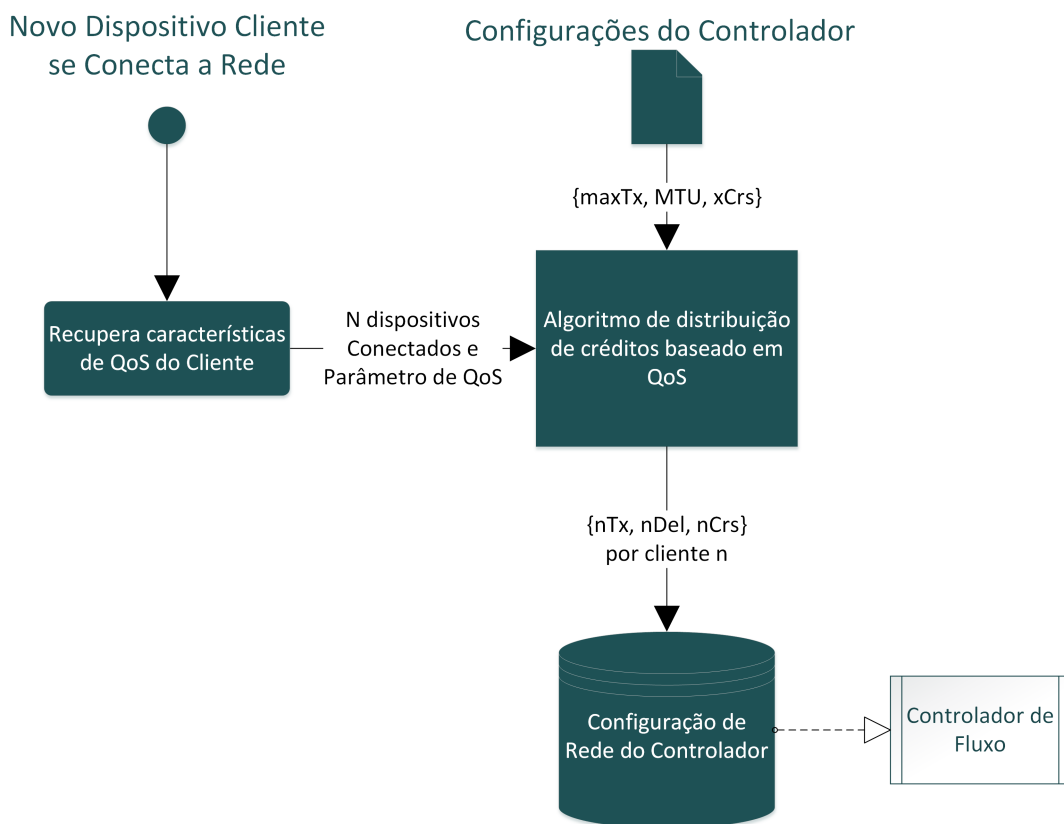 Novo Dispositivo Cliente
se Conecta a Rede
Configurações do Controlador
{maxTx, MTU, xCrs}
Recupera características
de QoS do Cliente
N dispositivos
Conectados e
Parâmetro de QoS
Algoritmo de distribuição
de créditos baseado em
QoS
{nTx, nDel, nCrs}
por cliente n
Configuração de
Rede do Controlador
Controlador de
Fluxo